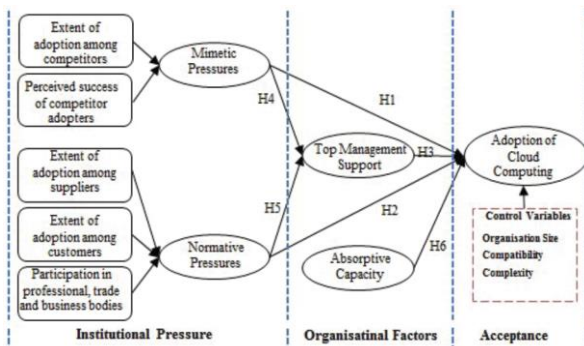 Extent of
adoption among
competitors
Perceived success
of competitor
adopters
Mimetic
Pressures
H1
H4
Top Management
Support
H3
Adoption of
Cloud
Computing
Extent of
adoption among
suppliers
Extent of
adoption among
customers
Participation in
professional, trade
and business bodies
Normative
Pressures
H5
H2
H6
Absorptive
Capacity
Control Variables
Organisation Size
Compatibility
Complexity
Institutional Pressure
Organisatinal Factors
Acceptance